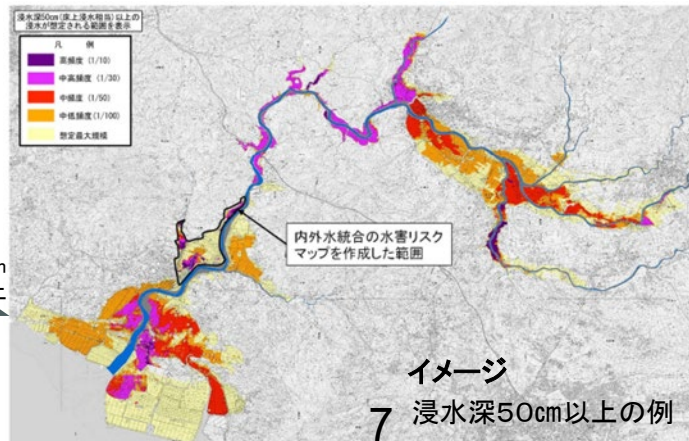 浸水深50cm(床上浸水相当)以上の
浸水が想定される範囲を表示
凡　例
高頻度 (1/10)
中高頻度 (1/30)
中頻度 (1/50)
中低頻度(1/100)
想定最大規模
内外水統合の水害リスク
マップを作成した範囲
イメージ
7
浸水深50cm以上の例